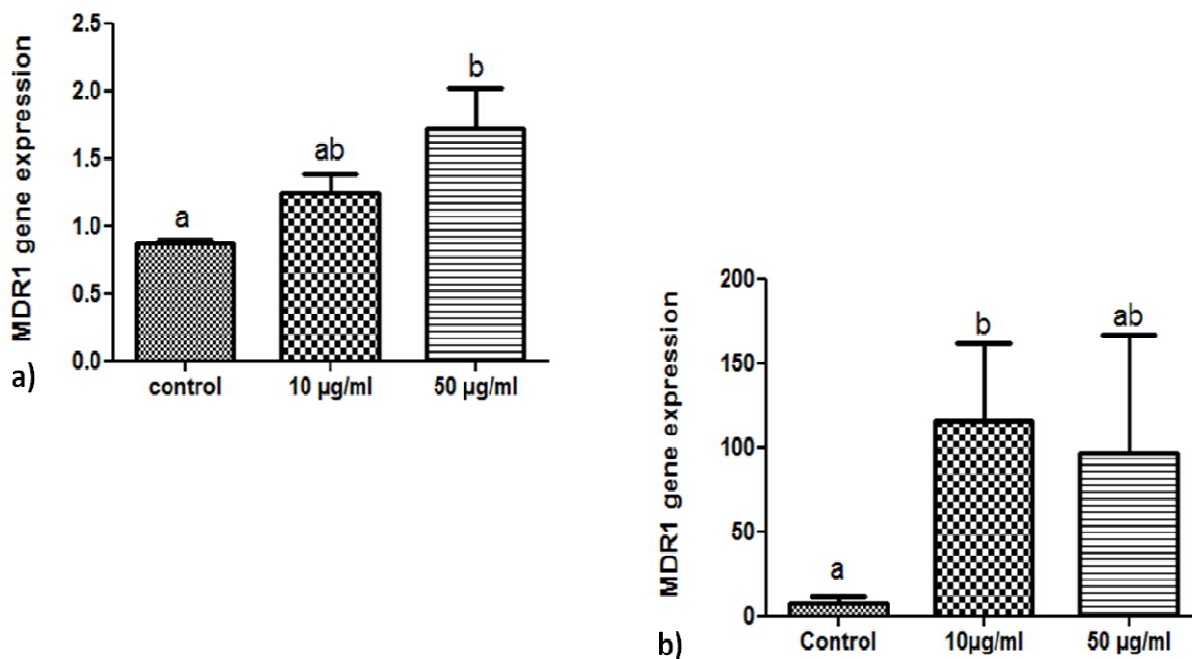 MDR1 gene expression
2.5
2.0
1.5
1.0
0.5
0.0
a
ab
b
control
10 µg/ml
50 µg/ml
a)
MDR1 gene expression
200
150
100
50
0
a
b
ab
Control
10µg/ml
50 µg/ml
b)